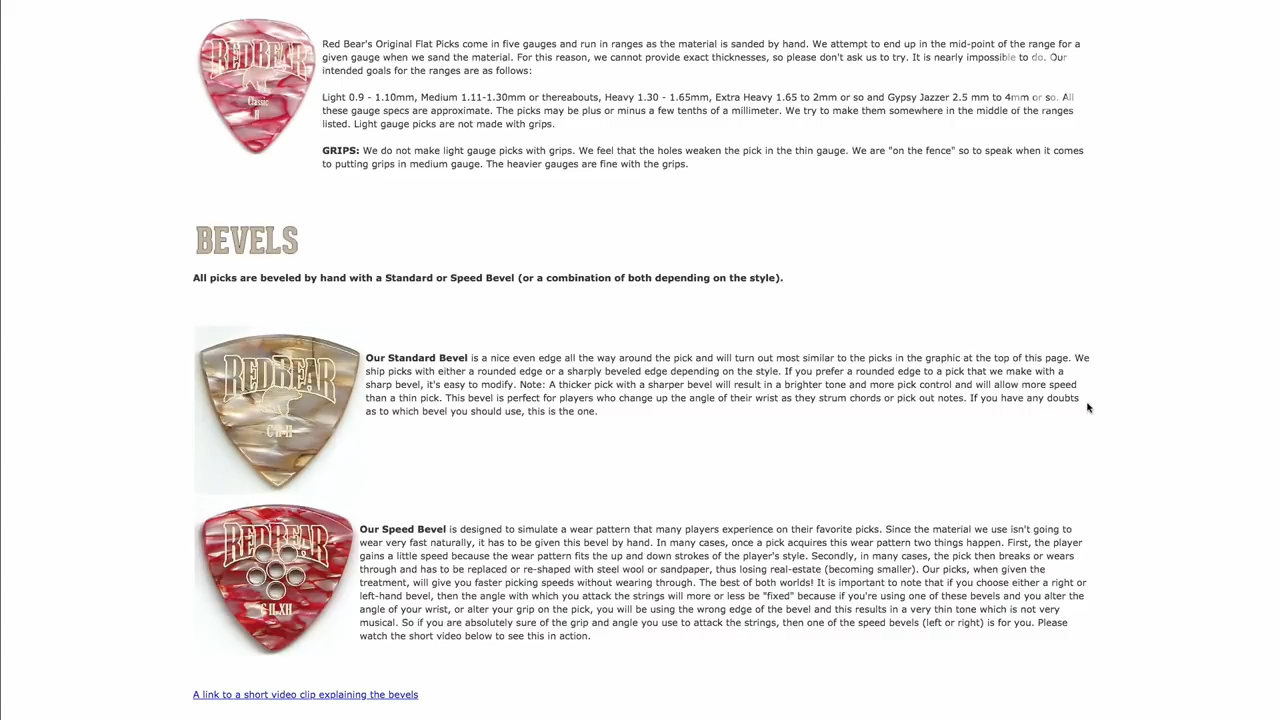 REDBEAR
Classic
II
Red Bear's Original Flat Picks come in five gauges and run in ranges as the material is sanded by hand. We attempt to end up in the mid-point of the range for a
given gauge when we sand the material. For this reason, we cannot provide exact thicknesses, so please don't ask us to try. It is nearly impossible to do. Our
intended goals for the ranges are as follows:
Light 0.9 - 1.10mm, Medium 1.11-1.30mm or thereabouts, Heavy 1.30 - 1.65mm, Extra Heavy 1.65 to 2mm or so and Gypsy Jazzer 2.5 mm to 4mm or so. All
these gauge specs are approximate. The picks may be plus or minus a few tenths of a millimeter. We try to make them somewhere in the middle of the ranges
listed. Light gauge picks are not made with grips.
GRIPS: We do not make light gauge picks with grips. We feel that the holes weaken the pick in the thin gauge. We are "on the fence" so to speak when it comes
to putting grips in medium gauge. The heavier gauges are fine with the grips.
BEVELS
All picks are beveled by hand with a Standard or Speed Bevel (or a combination of both depending on the style).
REDBEAR
Our Standard Bevel is a nice even edge all the way around the pick and will turn out most similar to the picks in the graphic at the top of this page. We
ship picks with either a rounded edge or a sharply beveled edge depending on the style. If you prefer a rounded edge to a pick that we make with a
sharp bevel, it's easy to modify. Note: A thicker pick with a sharper bevel will result in a brighter tone and more pick control and will allow more speed
than a thin pick. This bevel is perfect for players who change up the angle of their wrist as they strum chords or pick out notes. If you have any doubts
as to which bevel you should use, this is the one.
REDBEAR
Our Speed Bevel is designed to simulate a wear pattern that many players experience on their favorite picks. Since the material we use isn't going to
wear very fast naturally, it has to be given this bevel by hand. In many cases, once a pick acquires this wear pattern two things happen. First, the player
gains a little speed because the wear pattern fits the up and down strokes of the player's style. Secondly, in many cases, the pick then breaks or wears
through and has to be replaced or re-shaped with steel wool or sandpaper, thus losing real-estate (becoming smaller). Our picks, when given the
treatment, will give you faster picking speeds without wearing through. The best of both worlds! It is important to note that if you choose either a right or
left-hand bevel, then the angle with which you attack the strings will more or less be "fixed" because if you're using one of these bevels and you alter the
angle of your wrist, or alter your grip on the pick, you will be using the wrong edge of the bevel and this results in a very thin tone which is not very
musical. So if you are absolutely sure of the grip and angle you use to attack the strings, then one of the speed bevels (left or right) is for you. Please
watch the short video below to see this in action.
A link to a short video clip explaining the bevels